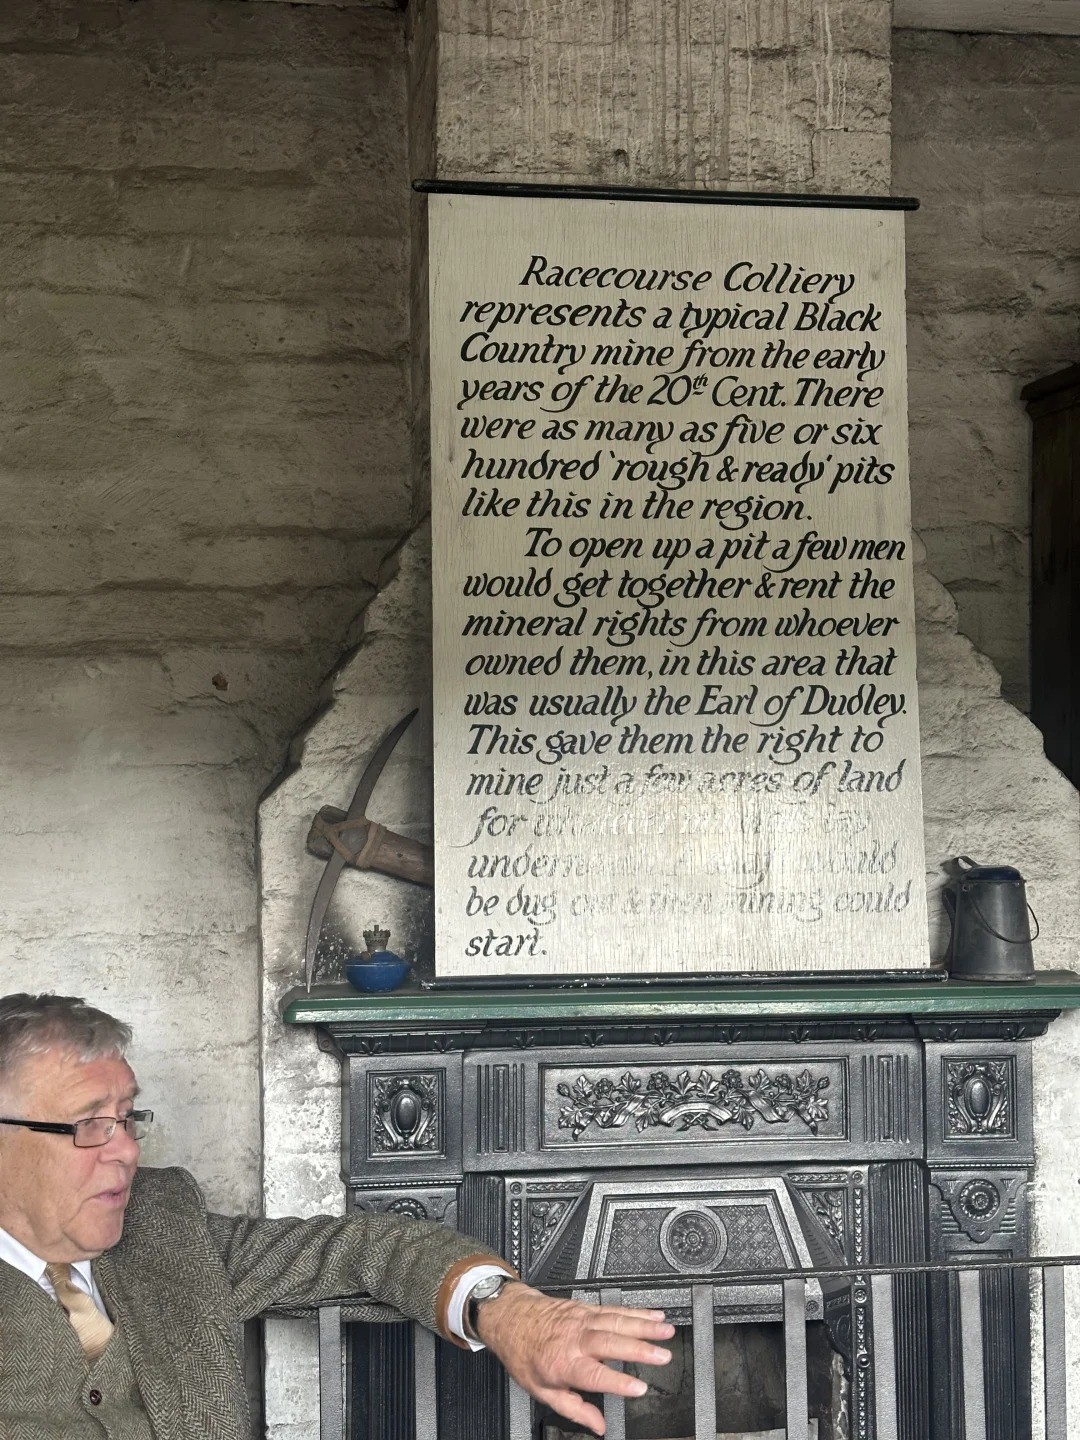 Racecourse Colliery
represents a typical Black
Country mine from the early
years of the 20th Cent. There
were as many as five or six
hundred 'rough & ready' pits
like this in the region.
To open up a pit a few men
would get together & rent the
mineral rights from whoever
owned them, in this area that
was usually the Earl of Dudley.
This gave them the right to
mine just a few acres of land
for
would
be dug out & then mining could
start.